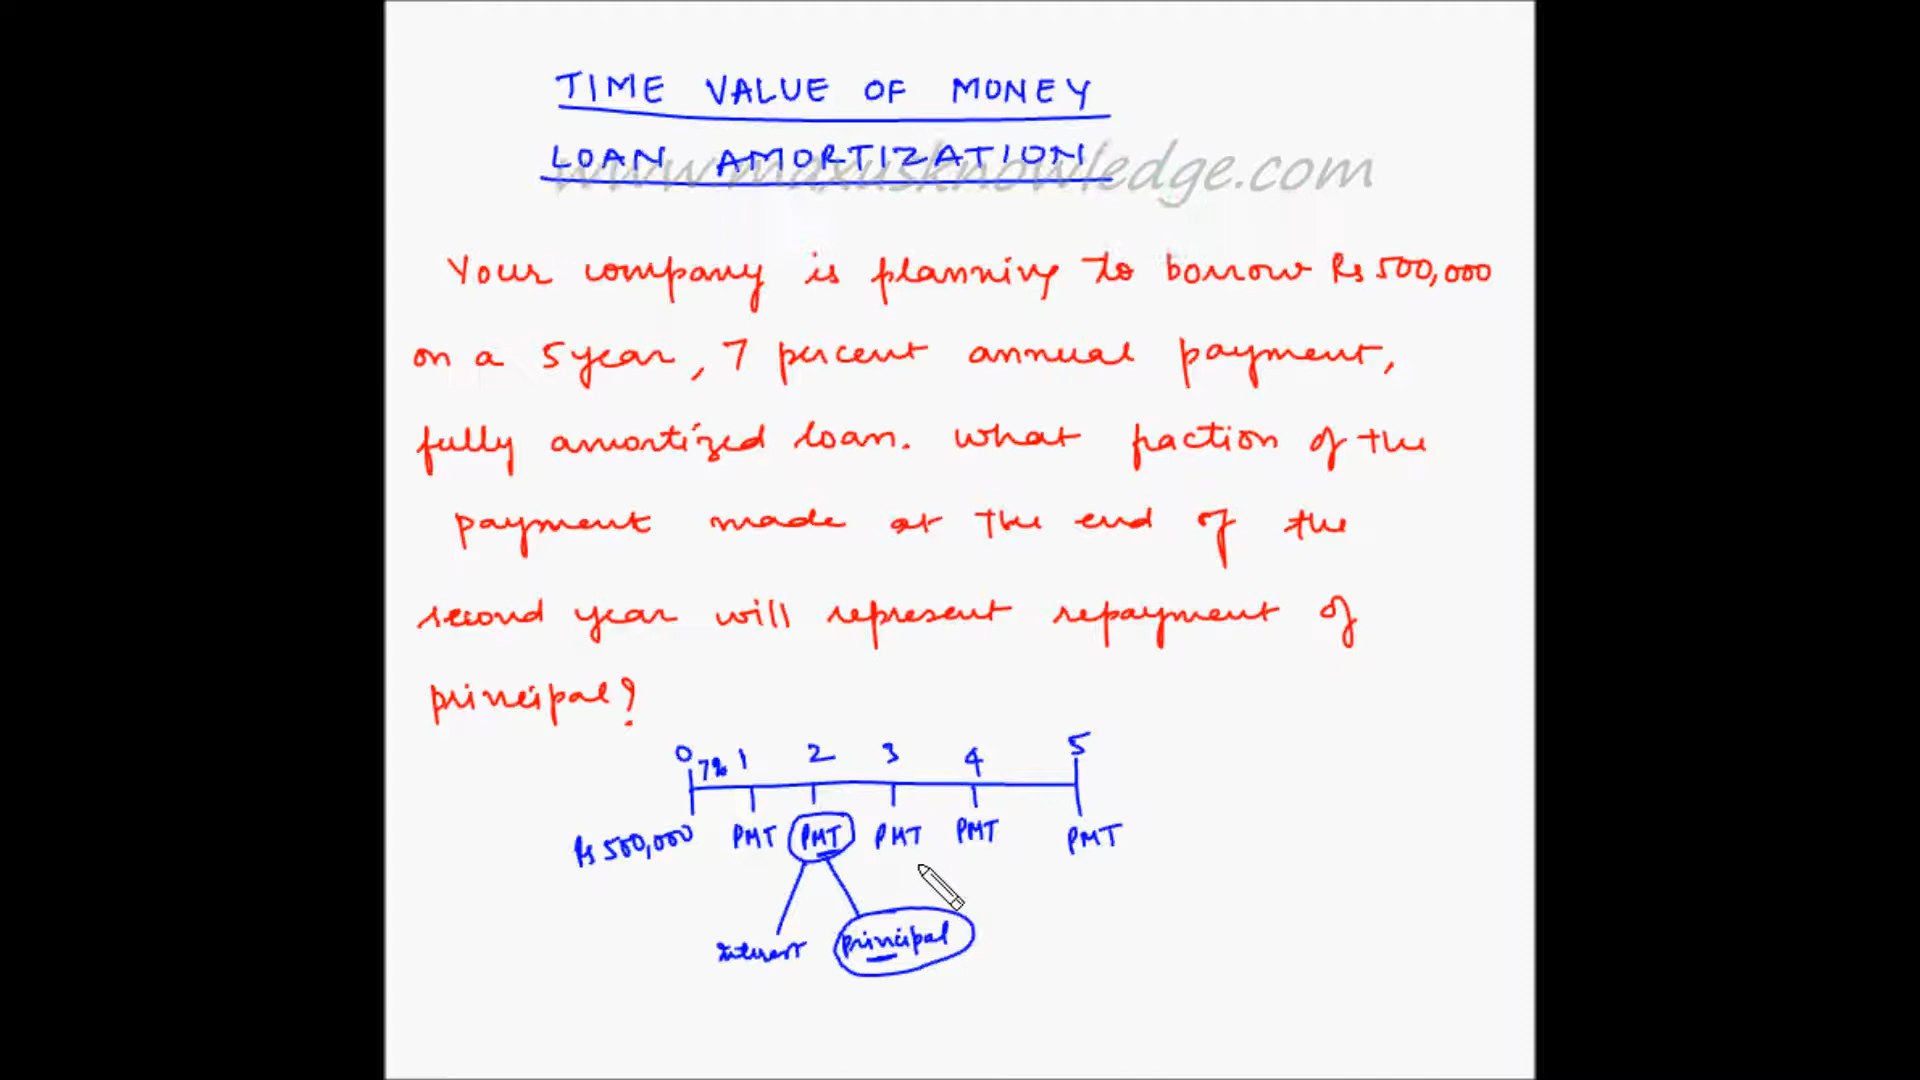 TIME VALUE OF MONEY
LOAN AMORTIZATION
www.maxusknowledge.com
Your company is planning to borrow Rs 500,000
on a 5 year, 7 percent annual payment,
fully amortized loan. What fraction of the
payment made at the end of the
second year will represent repayment of
principal?
0 7% 1 2 3 4 5
Rs 500,000 PMT PMT PMT PMT PMT
interest principal